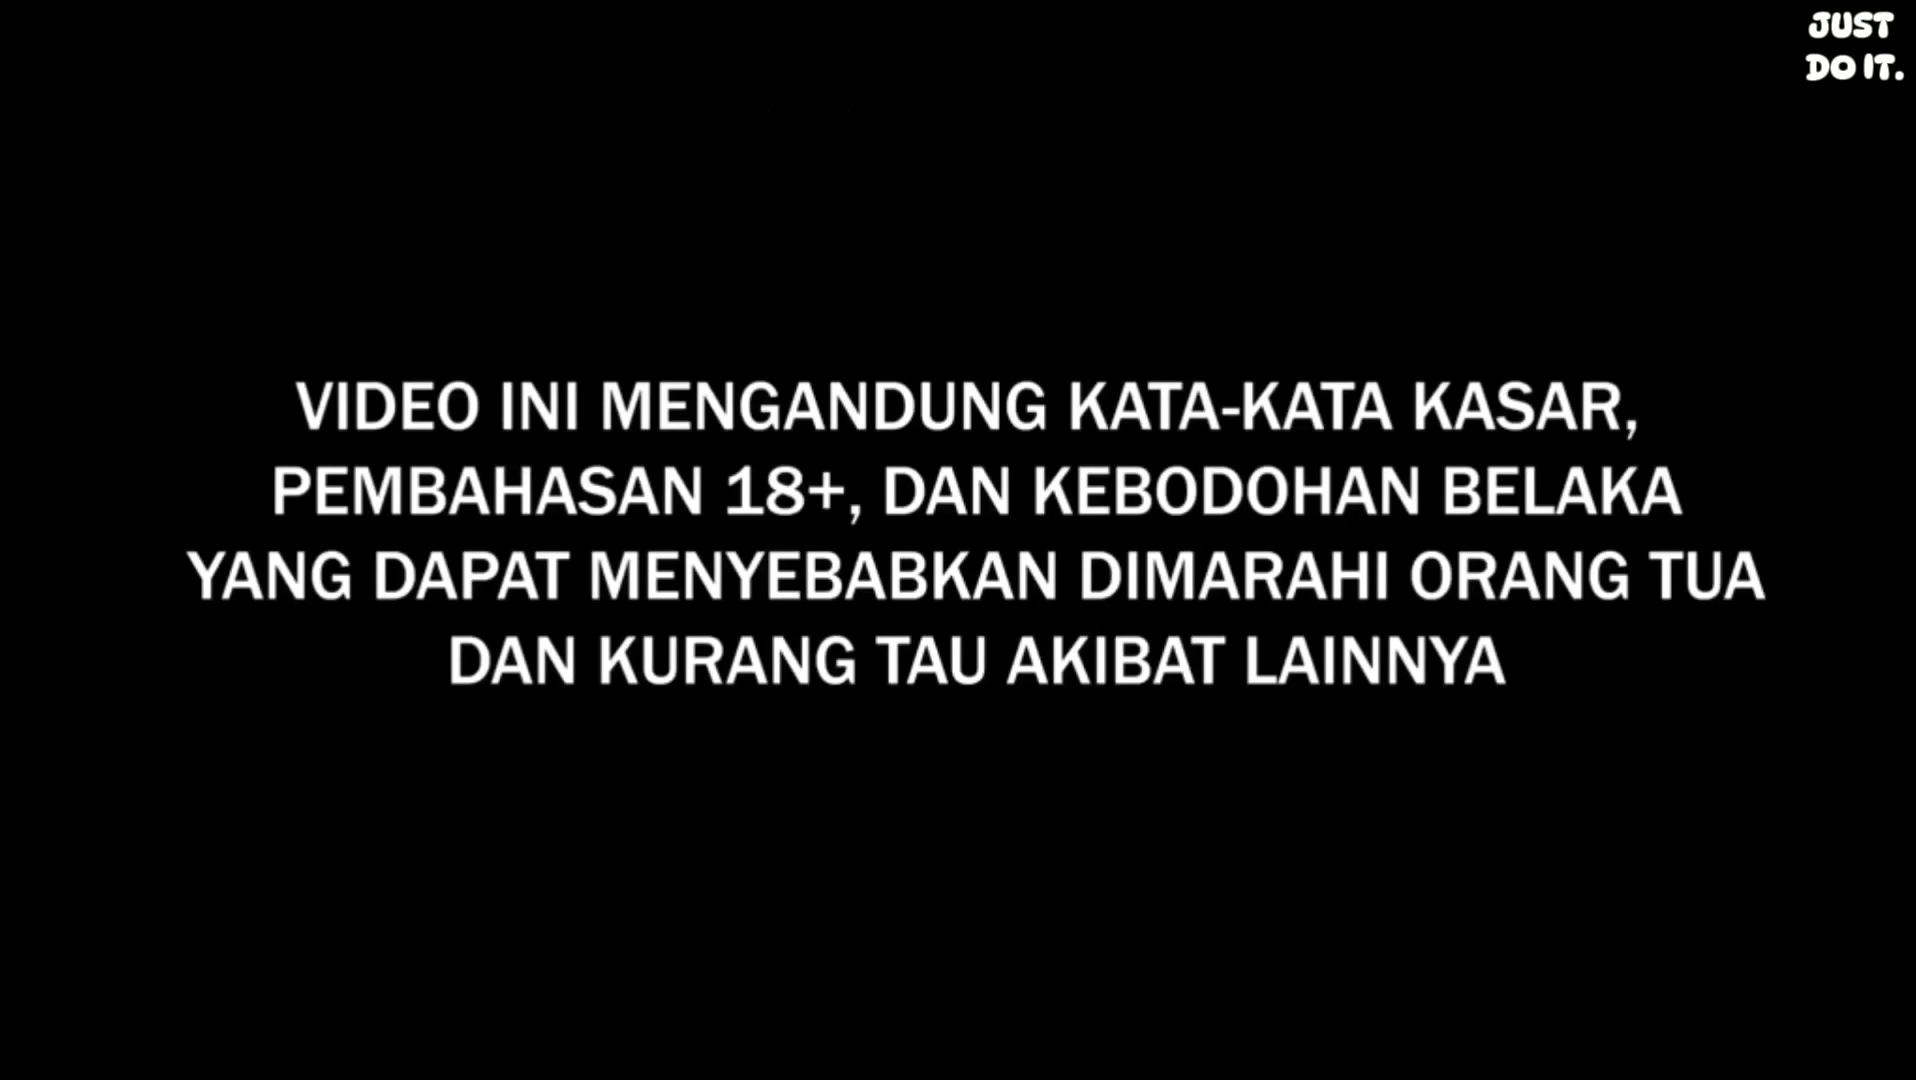 JUST
DO IT.
VIDEO INI MENGANDUNG KATA-KATA KASAR,
PEMBAHASAN 18+, DAN KEBODOHAN BELAKA
YANG DAPAT MENYEBABKAN DIMARAHI ORANG TUA
DAN KURANG TAU AKIBAT LAINNYA